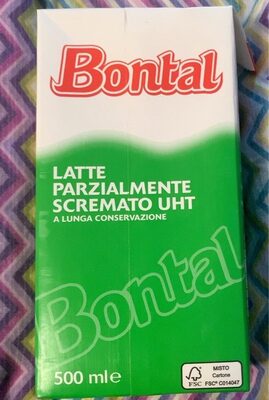 Bontal
LATTE
PARZIALMENTE
SCREMATO UHT
A LUNGA CONSERVAZIONE
Bontal
500 ml e
FSC
MISTO
Cartone
FSC® C014047